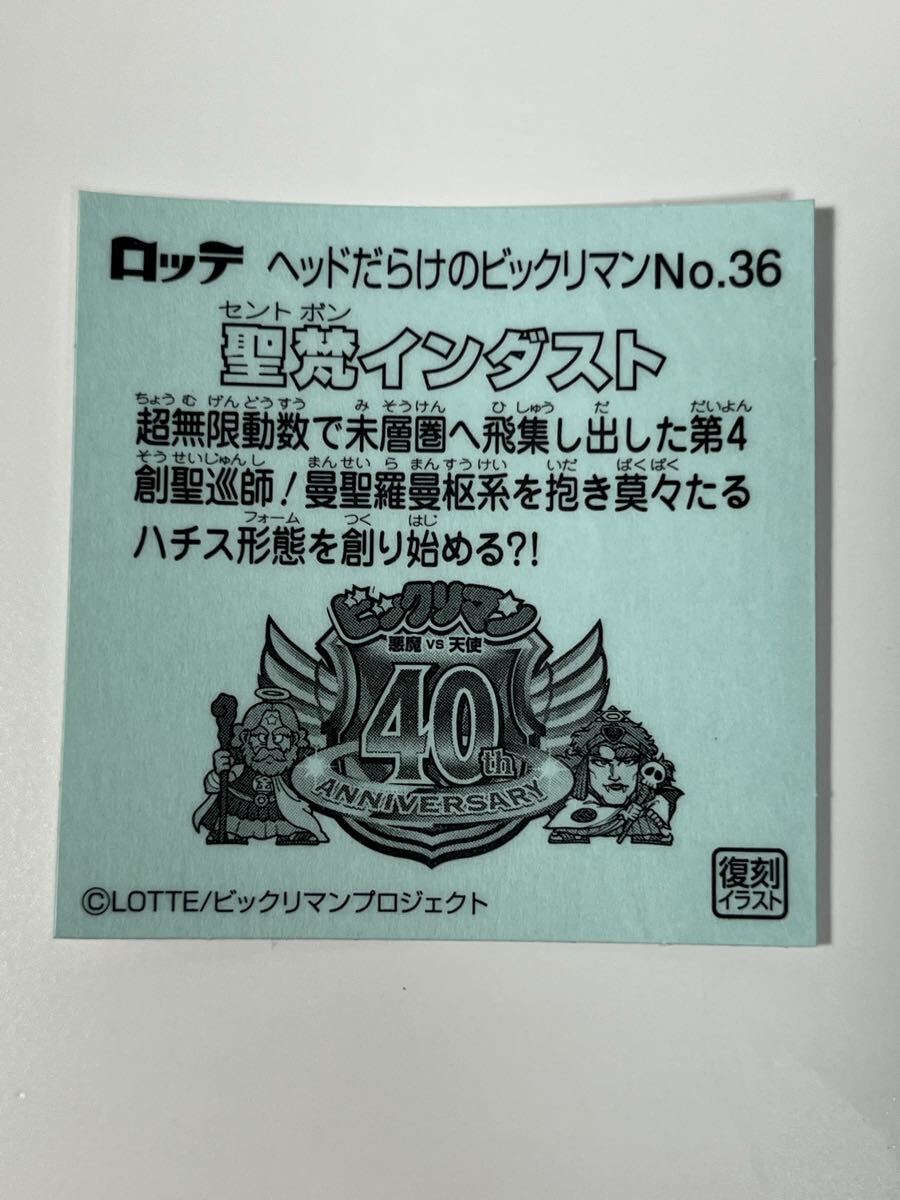 ロッテ ヘッドだらけのビックリマンNo.36
セント ボン
聖梵インダスト
ちょう む げん どう すう み そうけん ひ しゅう だ だいよん
超無限動数で未層圏へ飛集し出した第4
そう せいじゅん し まん せい ら まん すう けい いだ ばく ばく
創聖巡師!曼聖羅曼枢系を抱き莫々たる
フォーム つく はじ
ハチス形態を創り始める?!
ビックリマン
悪魔 VS 天使
40th
ANNIVERSARY
©LOTTE/ビックリマンプロジェクト
復刻
イラスト